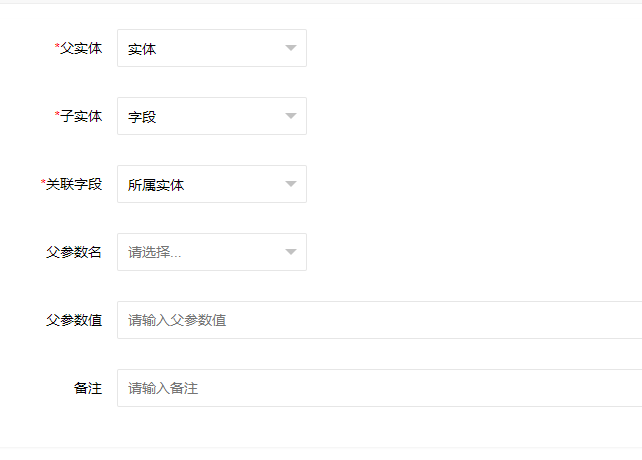 *父实体 实体
*子实体 字段
*关联字段 所属实体
父参数名 请选择...
父参数值 请输入父参数值
备注 请输入备注